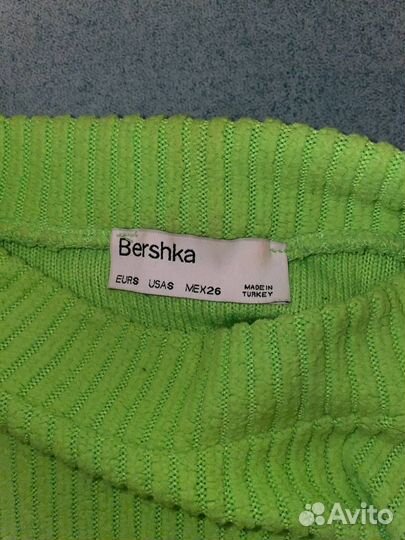 Bershka
EURS USAS MEX26 MADE IN
TURKEY
Avito